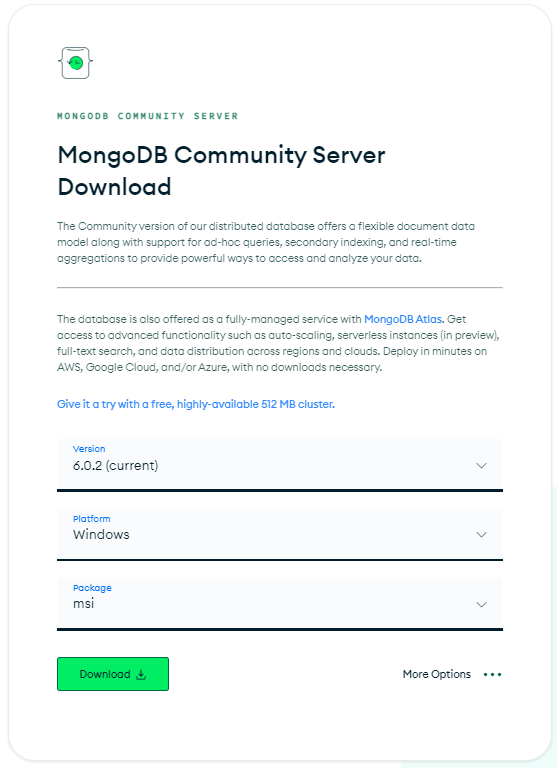 MONGODB COMMUNITY SERVER
MongoDB Community Server
Download
The Community version of our distributed database offers a flexible document data
model along with support for ad-hoc queries, secondary indexing, and real-time
aggregations to provide powerful ways to access and analyze your data.
The database is also offered as a fully-managed service with MongoDB Atlas. Get
access to advanced functionality such as auto-scaling, serverless instances (in preview),
full-text search, and data distribution across regions and clouds. Deploy in minutes on
AWS, Google Cloud, and/or Azure, with no downloads necessary.
Give it a try with a free, highly-available 512 MB cluster.
Version
6.0.2 (current)
Platform
Windows
Package
msi
Download
More Options